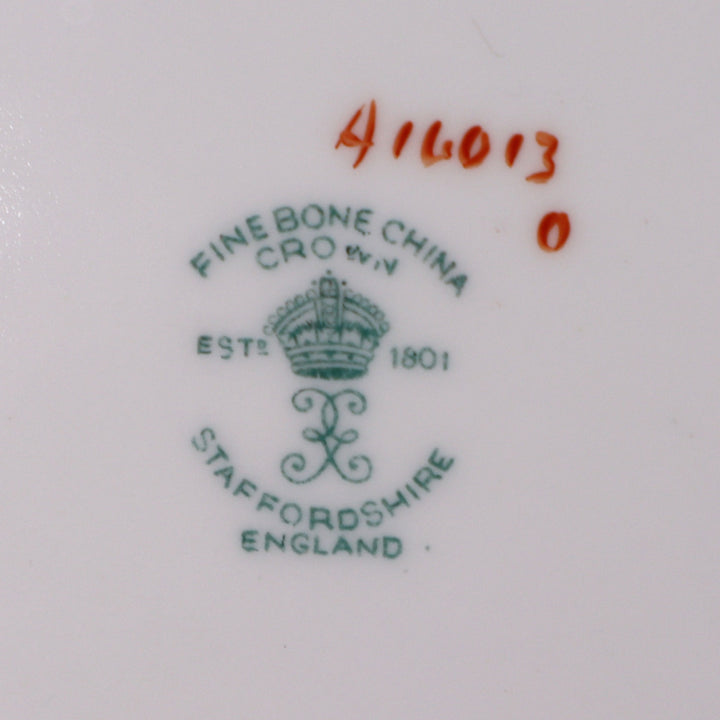 A16013
0
FINE BONE CHINA
CROWN
ESTD 1801
STAFFORDSHIRE
ENGLAND